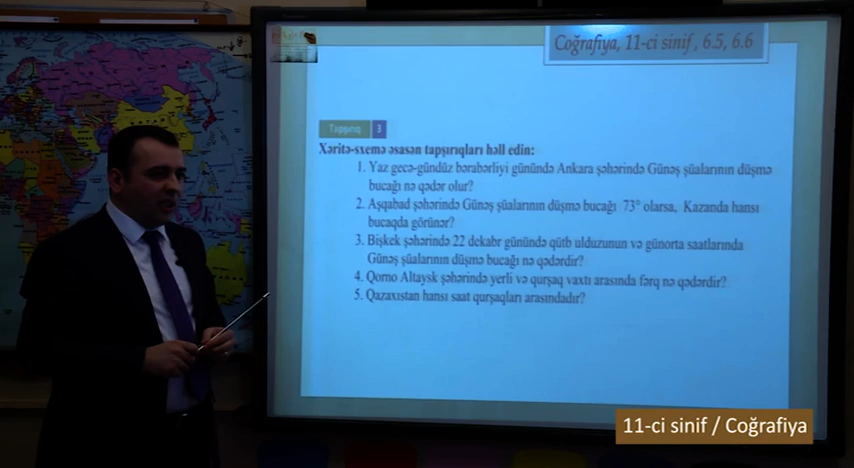 Coğrafiya, 11-ci sinif, 6.5, 6.6
Tapşırıq 3
Xəritə-sxemə əsasən tapşırıqları həll edin:
1. Yaz gecə-gündüz bərabərliyi günündə Ankara şəhərində Günəş şüalarının düşmə
bucağı nə qədər olur?
2. Aşqabad şəhərində Günəş şüalarının düşmə bucağı 73° olarsa, Kazanda hansı
bucaqda görünər?
3. Bişkek şəhərində 22 dekabr günündə qütb ulduzunun və günorta saatlarında
Günəş şüalarının düşmə bucağı nə qədərdir?
4. Qorno Altaysk şəhərində yerli və qurşaq vaxtı arasında fərq nə qədərdir?
5. Qazaxıstan hansı saat qurşaqları arasındadır?
11-ci sinif / Coğrafiya